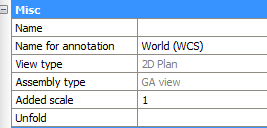 Misc
Name
Name for annotation World (WCS)
View type 2D Plan
Assembly type GA view
Added scale 1
Unfold